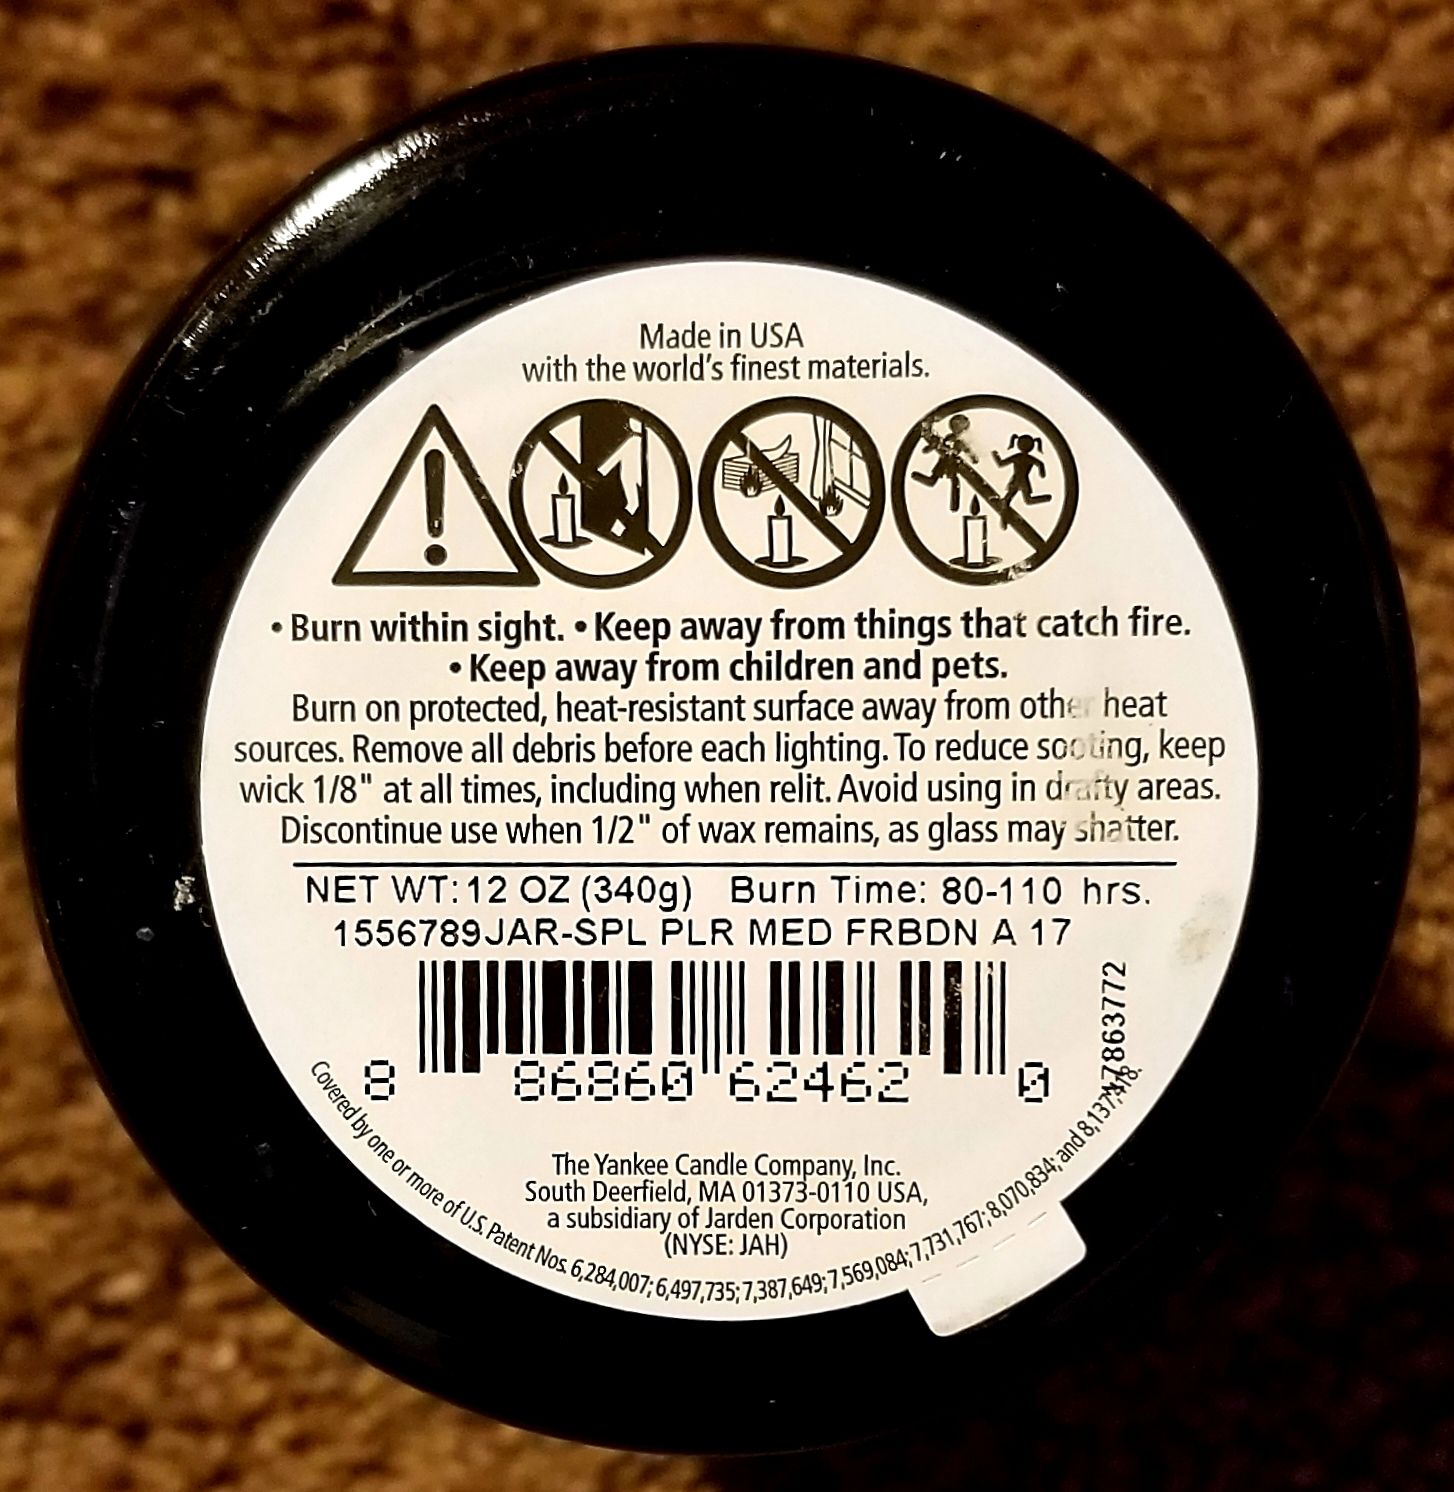 Made in USA
with the world's finest materials.
• Burn within sight. • Keep away from things that catch fire.
• Keep away from children and pets.
Burn on protected, heat-resistant surface away from other heat
sources. Remove all debris before each lighting. To reduce sooting, keep
wick 1/8" at all times, including when relit. Avoid using in drafty areas.
Discontinue use when 1/2" of wax remains, as glass may shatter.
NET WT: 12 OZ (340g) Burn Time: 80-110 hrs.
1556789JAR-SPL PLR MED FRBDN A 17
8 86860 62462 0
The Yankee Candle Company, Inc.
South Deerfield, MA 01373-0110 USA,
a subsidiary of Jarden Corporation
(NYSE: JAH)
Covered by one or more of U.S. Patent Nos. 6,284,007; 6,497,735; 7,387,649; 7,569,084; 7,731,767; 8,070,834; and